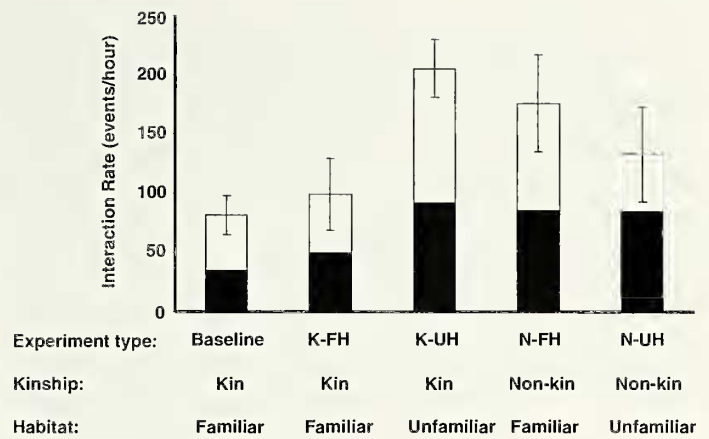 250
200
150
100
50
0
Interaction Rate (events/hour)
Experiment type: Baseline K-FH K-UH N-FH N-UH
Kinship: Kin Kin Kin Non-kin Non-kin
Habitat: Familiar Familiar Unfamiliar Familiar Unfamiliar